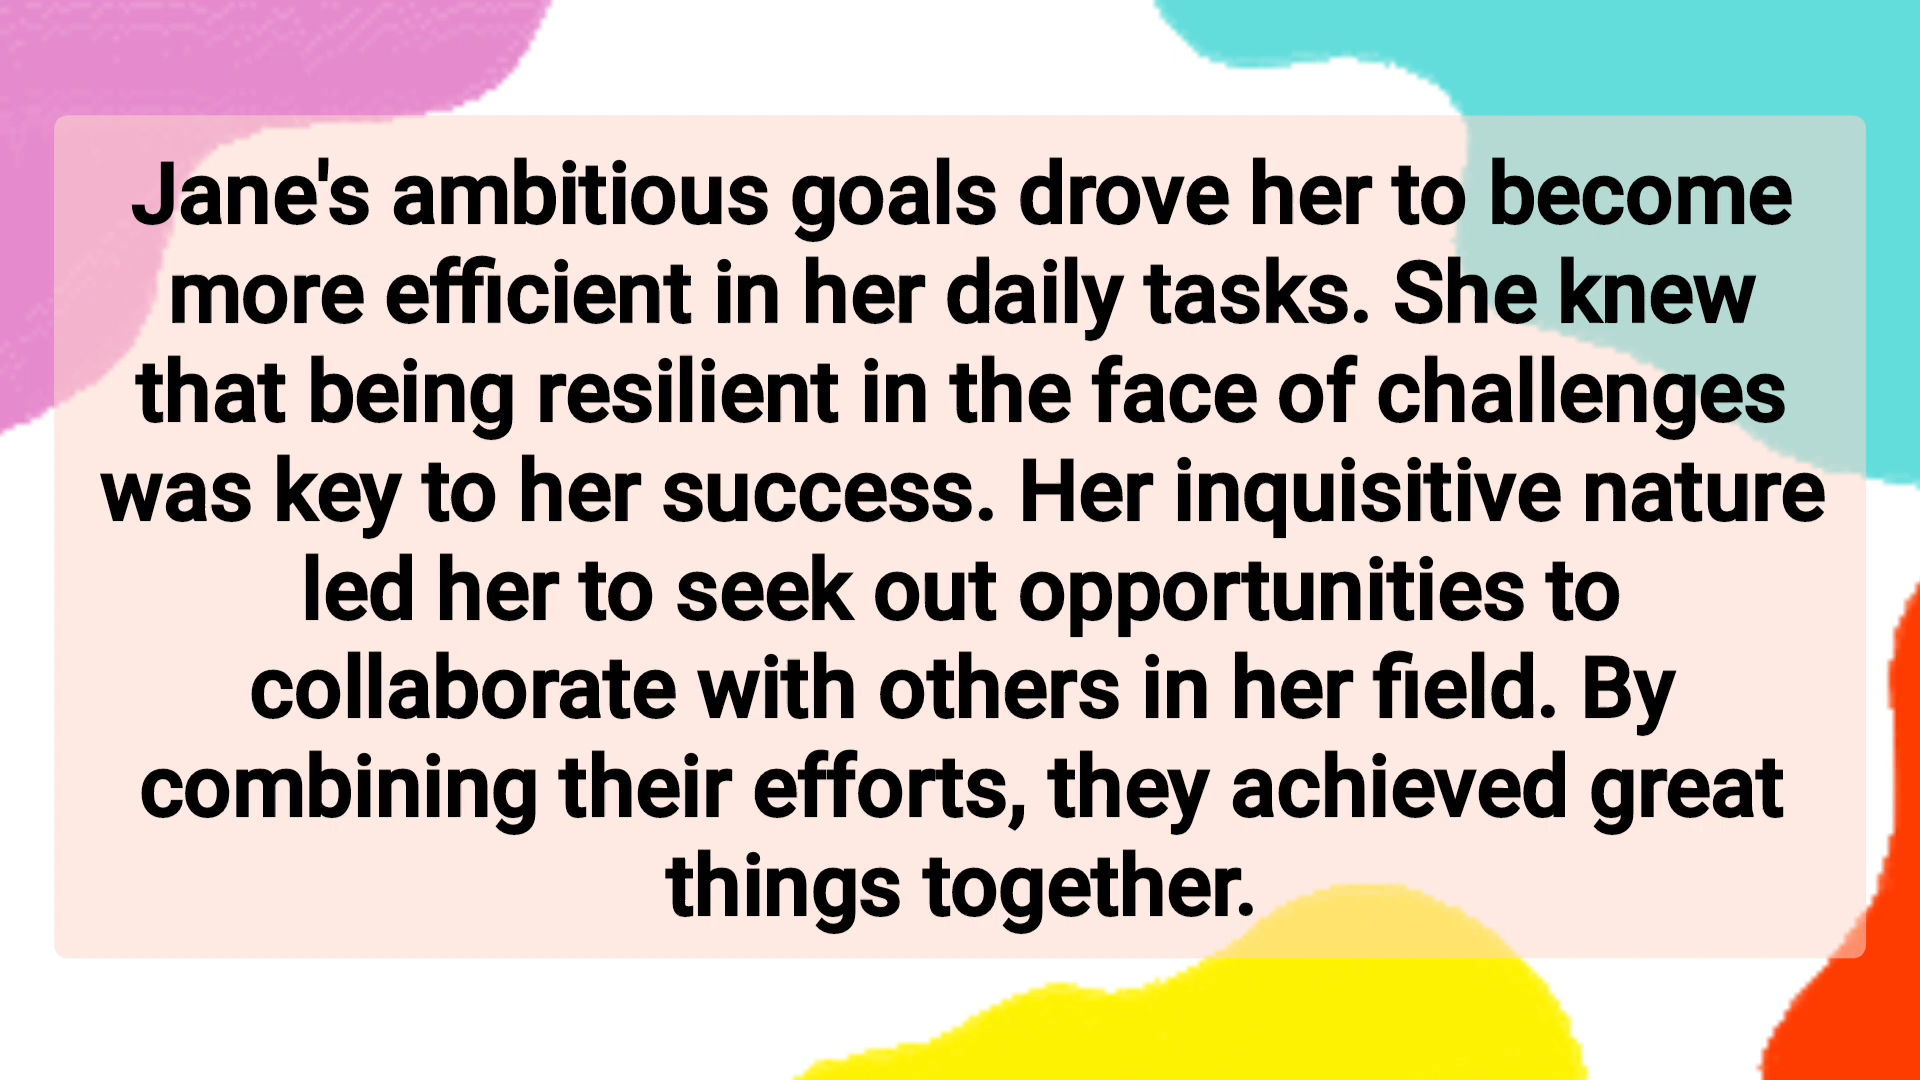 Jane's ambitious goals drove her to become
more efficient in her daily tasks. She knew
that being resilient in the face of challenges
was key to her success. Her inquisitive nature
led her to seek out opportunities to
collaborate with others in her field. By
combining their efforts, they achieved great
things together.